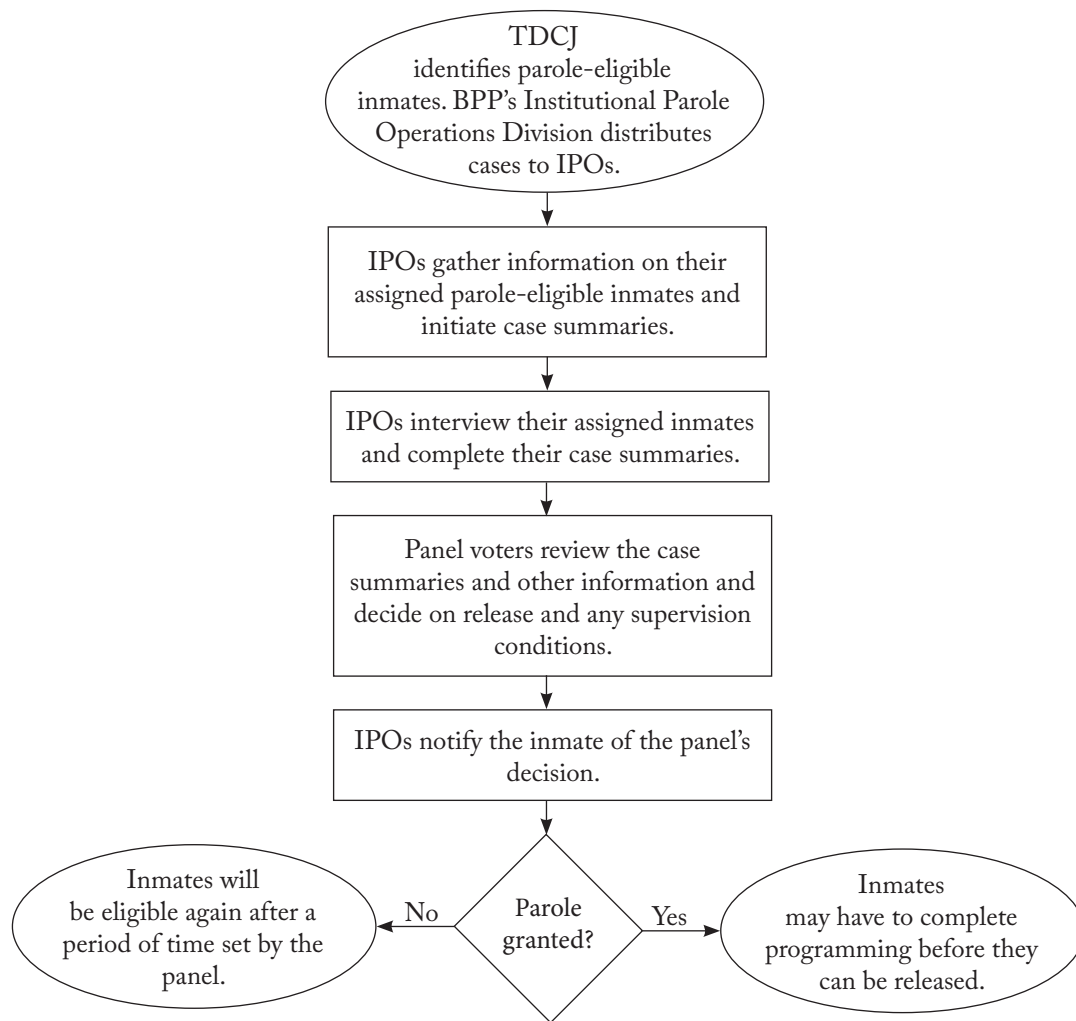 TDCJ
identifies parole-eligible
inmates. BPP's Institutional Parole
Operations Division distributes
cases to IPOs.
IPOs gather information on their
assigned parole-eligible inmates and
initiate case summaries.
IPOs interview their assigned inmates
and complete their case summaries.
Panel voters review the case
summaries and other information and
decide on release and any supervision
conditions.
IPOs notify the inmate of the panel's
decision.
Parole
granted?
No
Yes
Inmates will
be eligible again after a
period of time set by the
panel.
Inmates
may have to complete
programming before they
can be released.